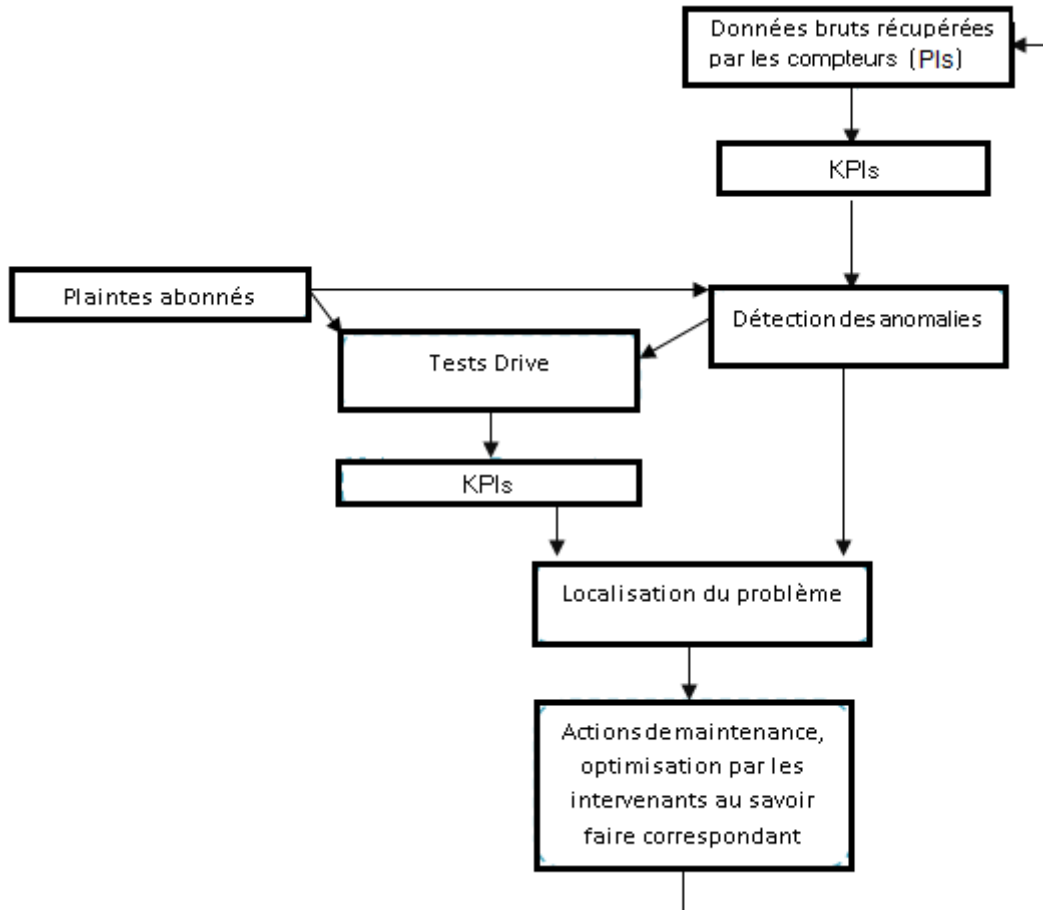 Données bruts récupérées
par les compteurs (PIs)
KPIs
Plaintes abonnés
Détection des anomalies
Tests Drive
KPIs
Localisation du problème
Actions de maintenance,
optimisation par les
intervenants au savoir
faire correspondant